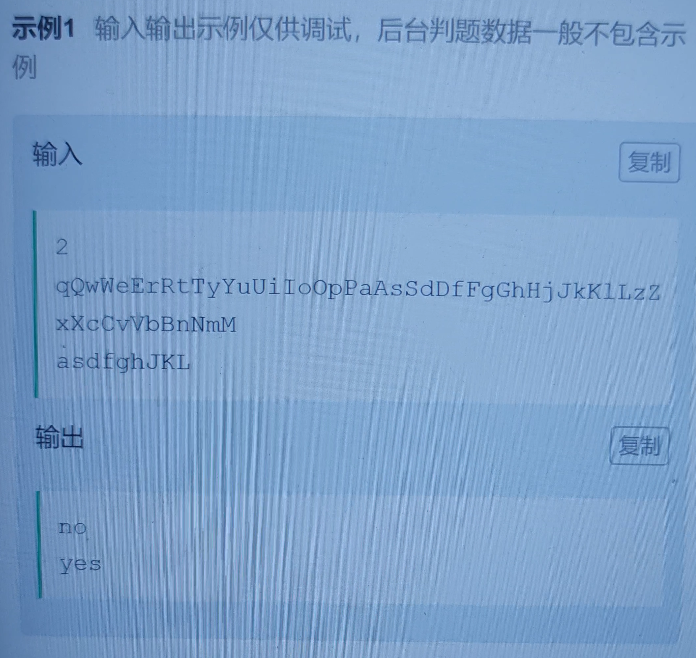 示例1 输入输出示例仅供调试，后台判题数据一般不包含示
例
输入
复制
2
qQwWeErRtTyYuUiIoOpPaAsSdDfFgGhHjJkKlLzZ
xXcCvVbBnNmM
asdfghJKL
输出
复制
no
yes